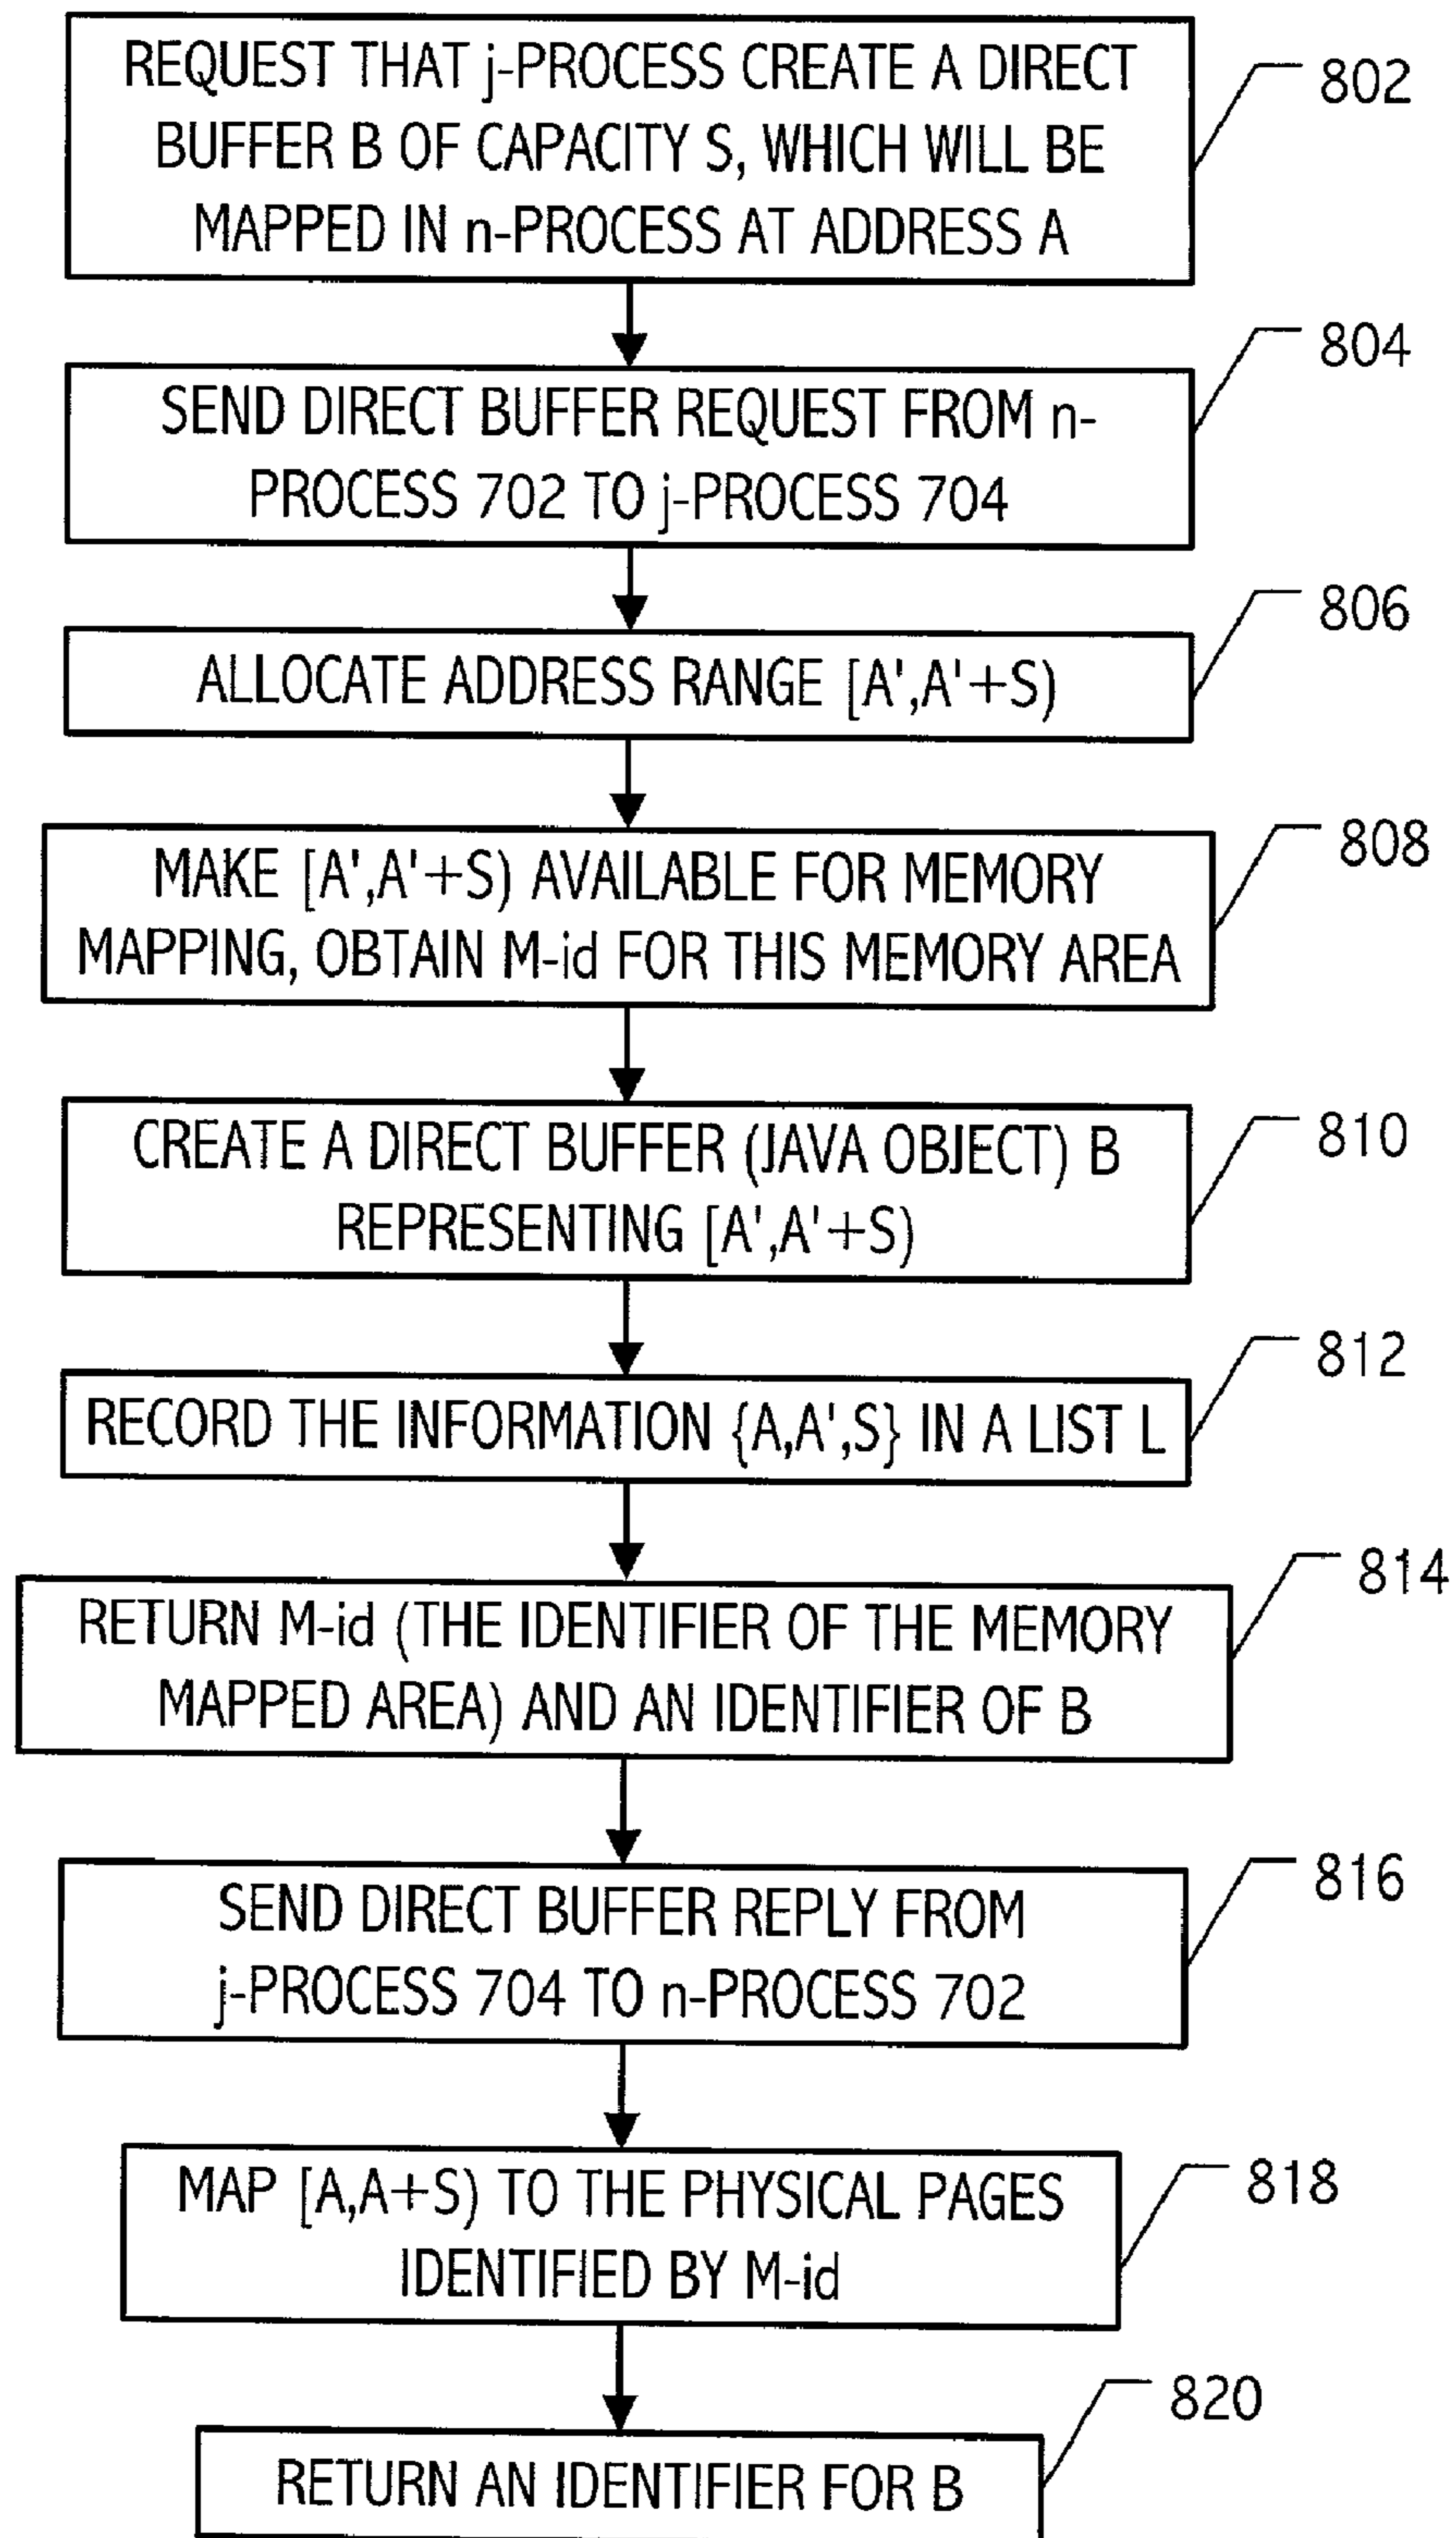 REQUEST THAT j-PROCESS CREATE A DIRECT
BUFFER B OF CAPACITY S, WHICH WILL BE
MAPPED IN n-PROCESS AT ADDRESS A
802
SEND DIRECT BUFFER REQUEST FROM n-
PROCESS 702 TO j-PROCESS 704
804
ALLOCATE ADDRESS RANGE [A',A'+S)
806
MAKE [A',A'+S) AVAILABLE FOR MEMORY
MAPPING, OBTAIN M-id FOR THIS MEMORY AREA
808
CREATE A DIRECT BUFFER (JAVA OBJECT) B
REPRESENTING [A',A'+S)
810
RECORD THE INFORMATION {A,A',S} IN A LIST L
812
RETURN M-id (THE IDENTIFIER OF THE MEMORY
MAPPED AREA) AND AN IDENTIFIER OF B
814
SEND DIRECT BUFFER REPLY FROM
j-PROCESS 704 TO n-PROCESS 702
816
MAP [A,A+S) TO THE PHYSICAL PAGES
IDENTIFIED BY M-id
818
RETURN AN IDENTIFIER FOR B
820